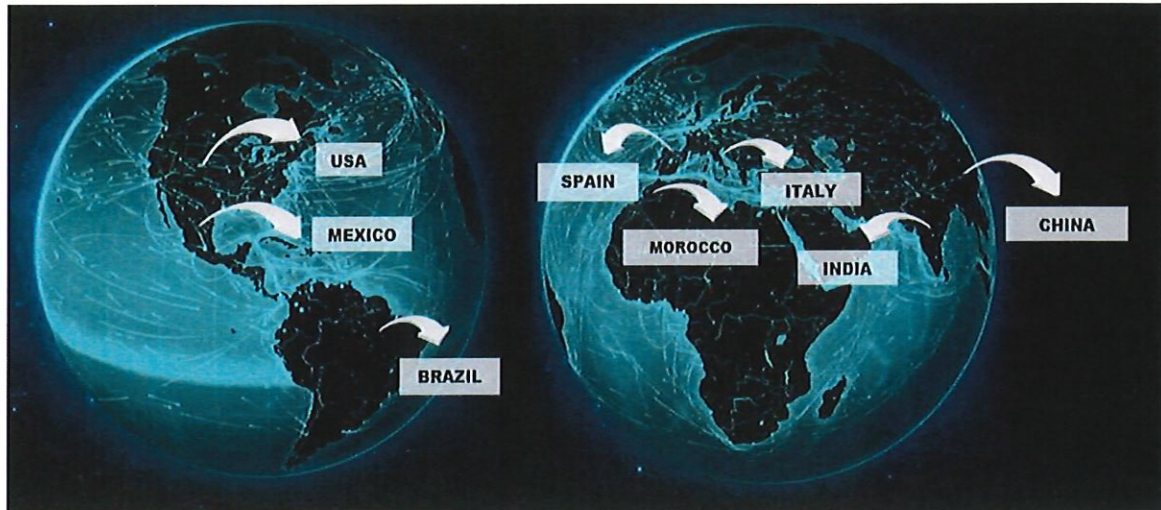 USA
MEXICO
BRAZIL
SPAIN
ITALY
MOROCCO
INDIA
CHINA